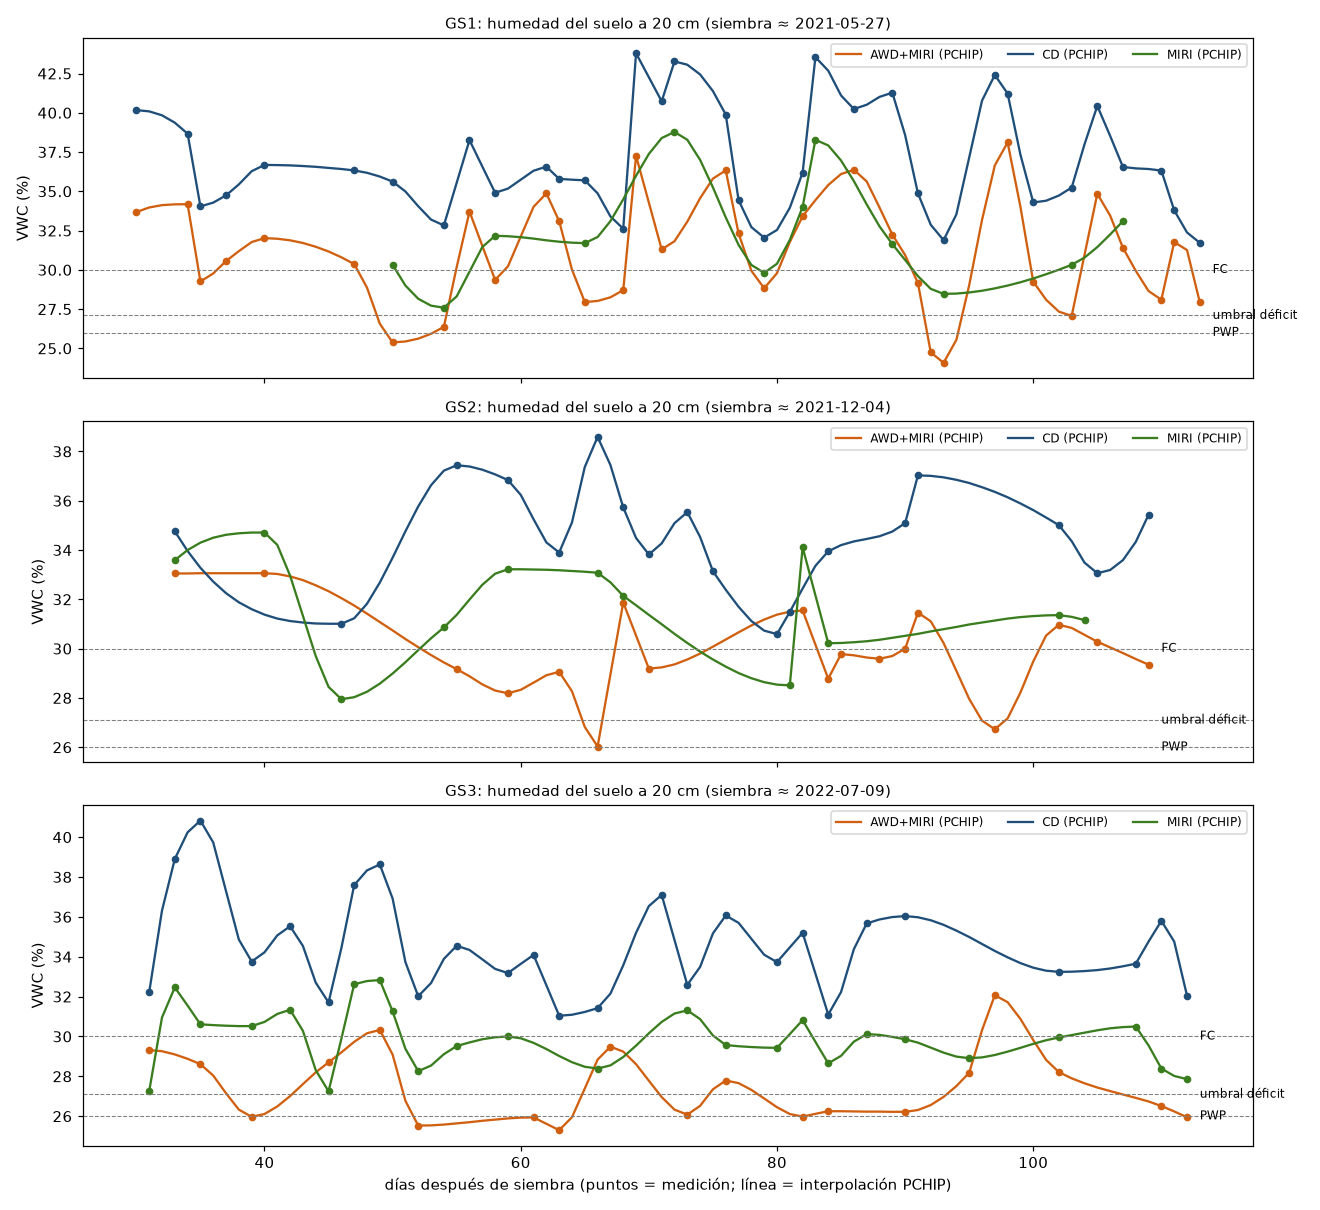 GS1: humedad del suelo a 20 cm (siembra ≈ 2021-05-27)
AWD+MIRI (PCHIP) CD (PCHIP) MIRI (PCHIP)
VWC (%)
42.5
40.0
37.5
35.0
32.5
30.0
27.5
25.0
FC
umbral déficit
PWP
GS2: humedad del suelo a 20 cm (siembra ≈ 2021-12-04)
AWD+MIRI (PCHIP) CD (PCHIP) MIRI (PCHIP)
VWC (%)
38
36
34
32
30
28
26
FC
umbral déficit
PWP
GS3: humedad del suelo a 20 cm (siembra ≈ 2022-07-09)
AWD+MIRI (PCHIP) CD (PCHIP) MIRI (PCHIP)
VWC (%)
40
38
36
34
32
30
28
26
FC
umbral déficit
PWP
40 60 80 100
días después de siembra (puntos = medición; línea = interpolación PCHIP)